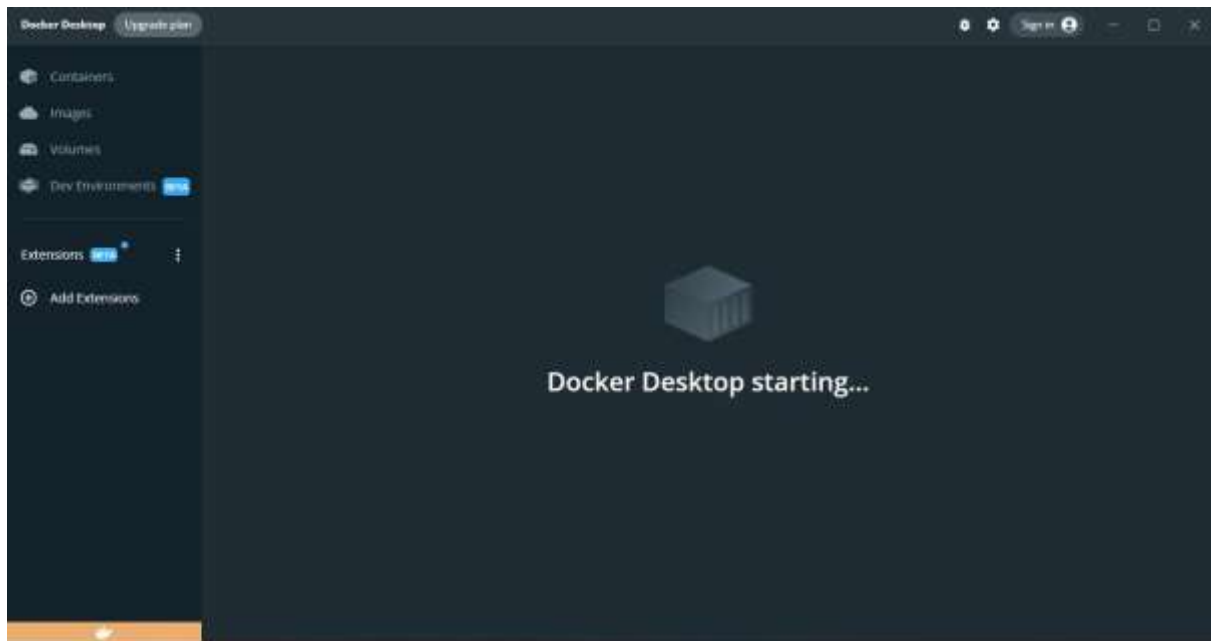 Docker Desktop Upgrade plan
Sign in
Containers
Images
Volumes
Dev Environments BETA
Extensions BETA
Add Extensions
Docker Desktop starting...